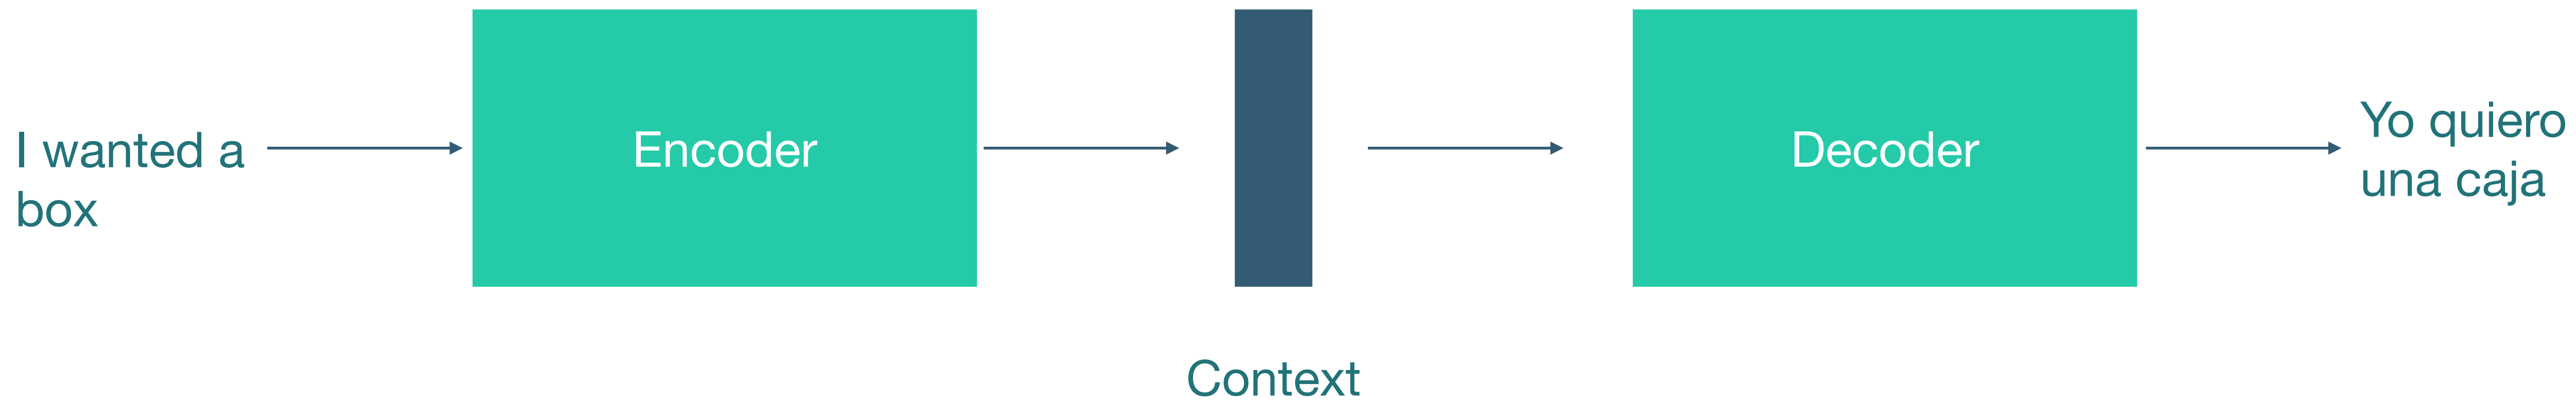 I wanted a
box
Encoder
Context
Decoder
Yo quiero
una caja